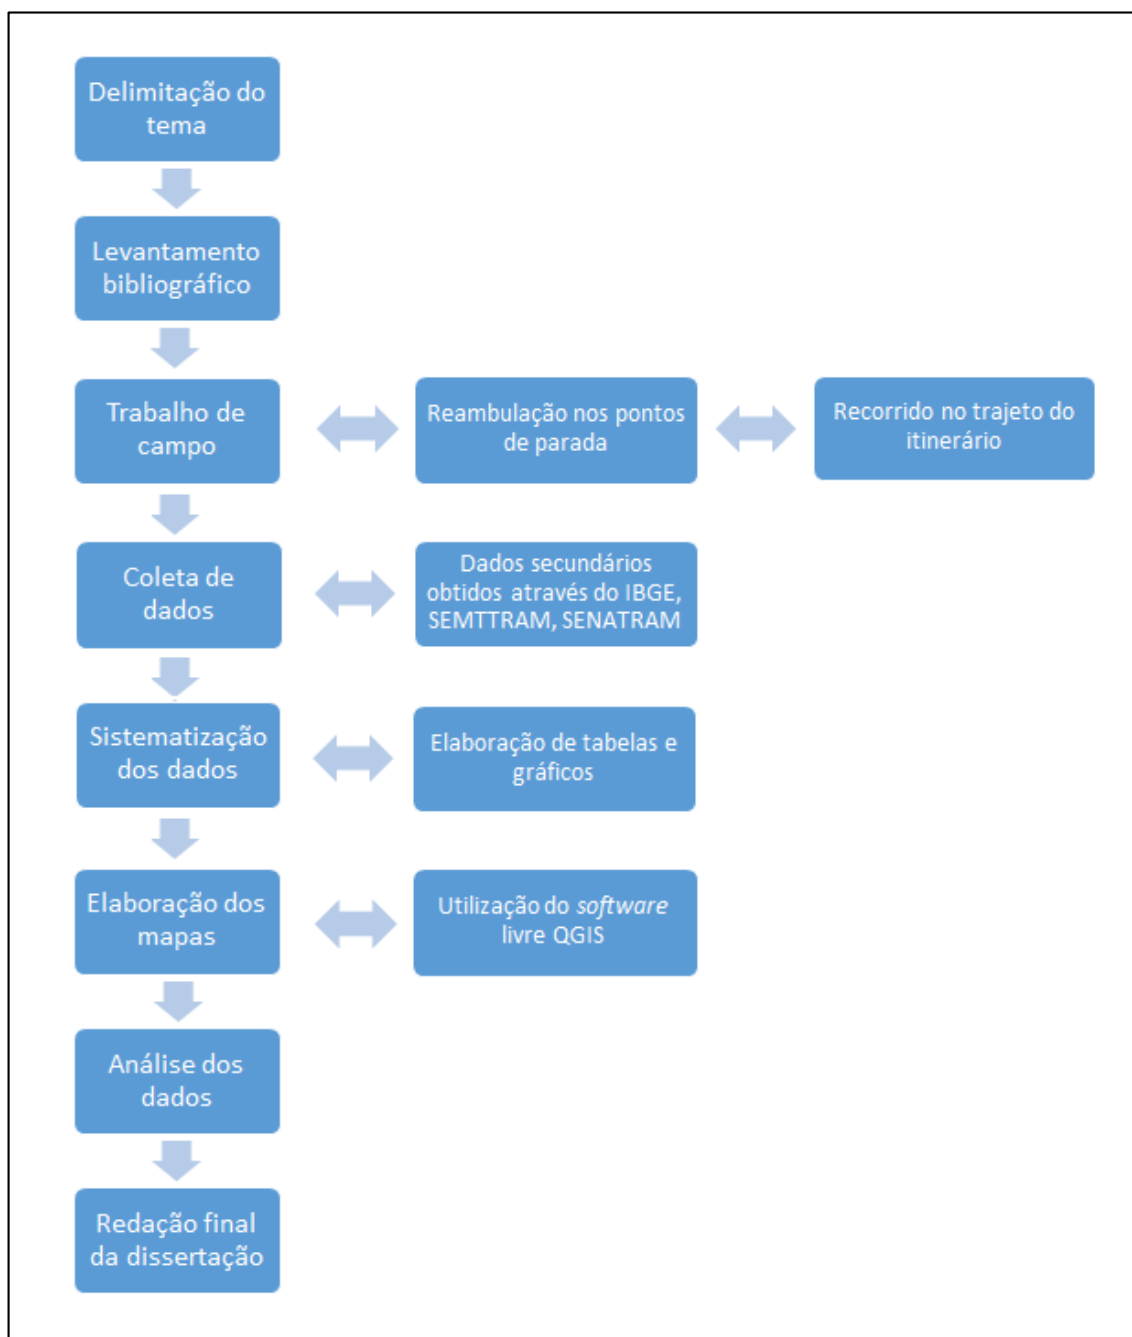 Delimitação do
tema
Levantamento
bibliográfico
Trabalho de
campo
Reambulação nos pontos
de parada
Recorrido no trajeto do
itinerário
Coleta de
dados
Dados secundários
obtidos através do IBGE,
SEMTTRAM, SENATRAM
Sistematização
dos dados
Elaboração de tabelas e
gráficos
Elaboração dos
mapas
Utilização do software
livre QGIS
Análise dos
dados
Redação final
da dissertação